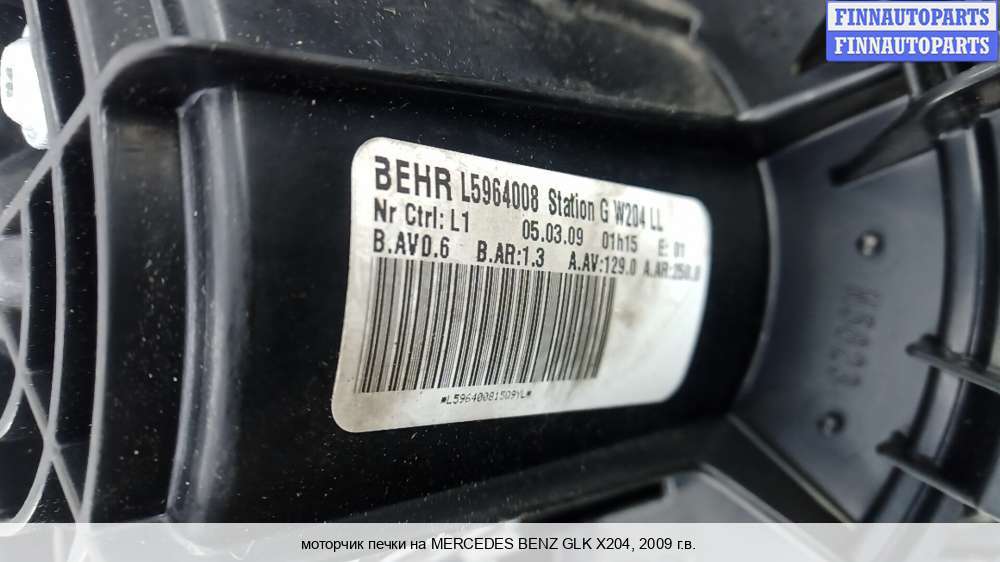 FINNAUTOPARTS
FINNAUTOPARTS
BEHR L5964008 Station G W204 LL
Nr Ctrl: L1 05.03.09 01h15 E: 01
B.AV0.6 B.AR:1.3 A.AV:129.0 A.AR:250.0
*L596400815Q9YL*
моторчик печки на MERCEDES BENZ GLK X204, 2009 г.в.